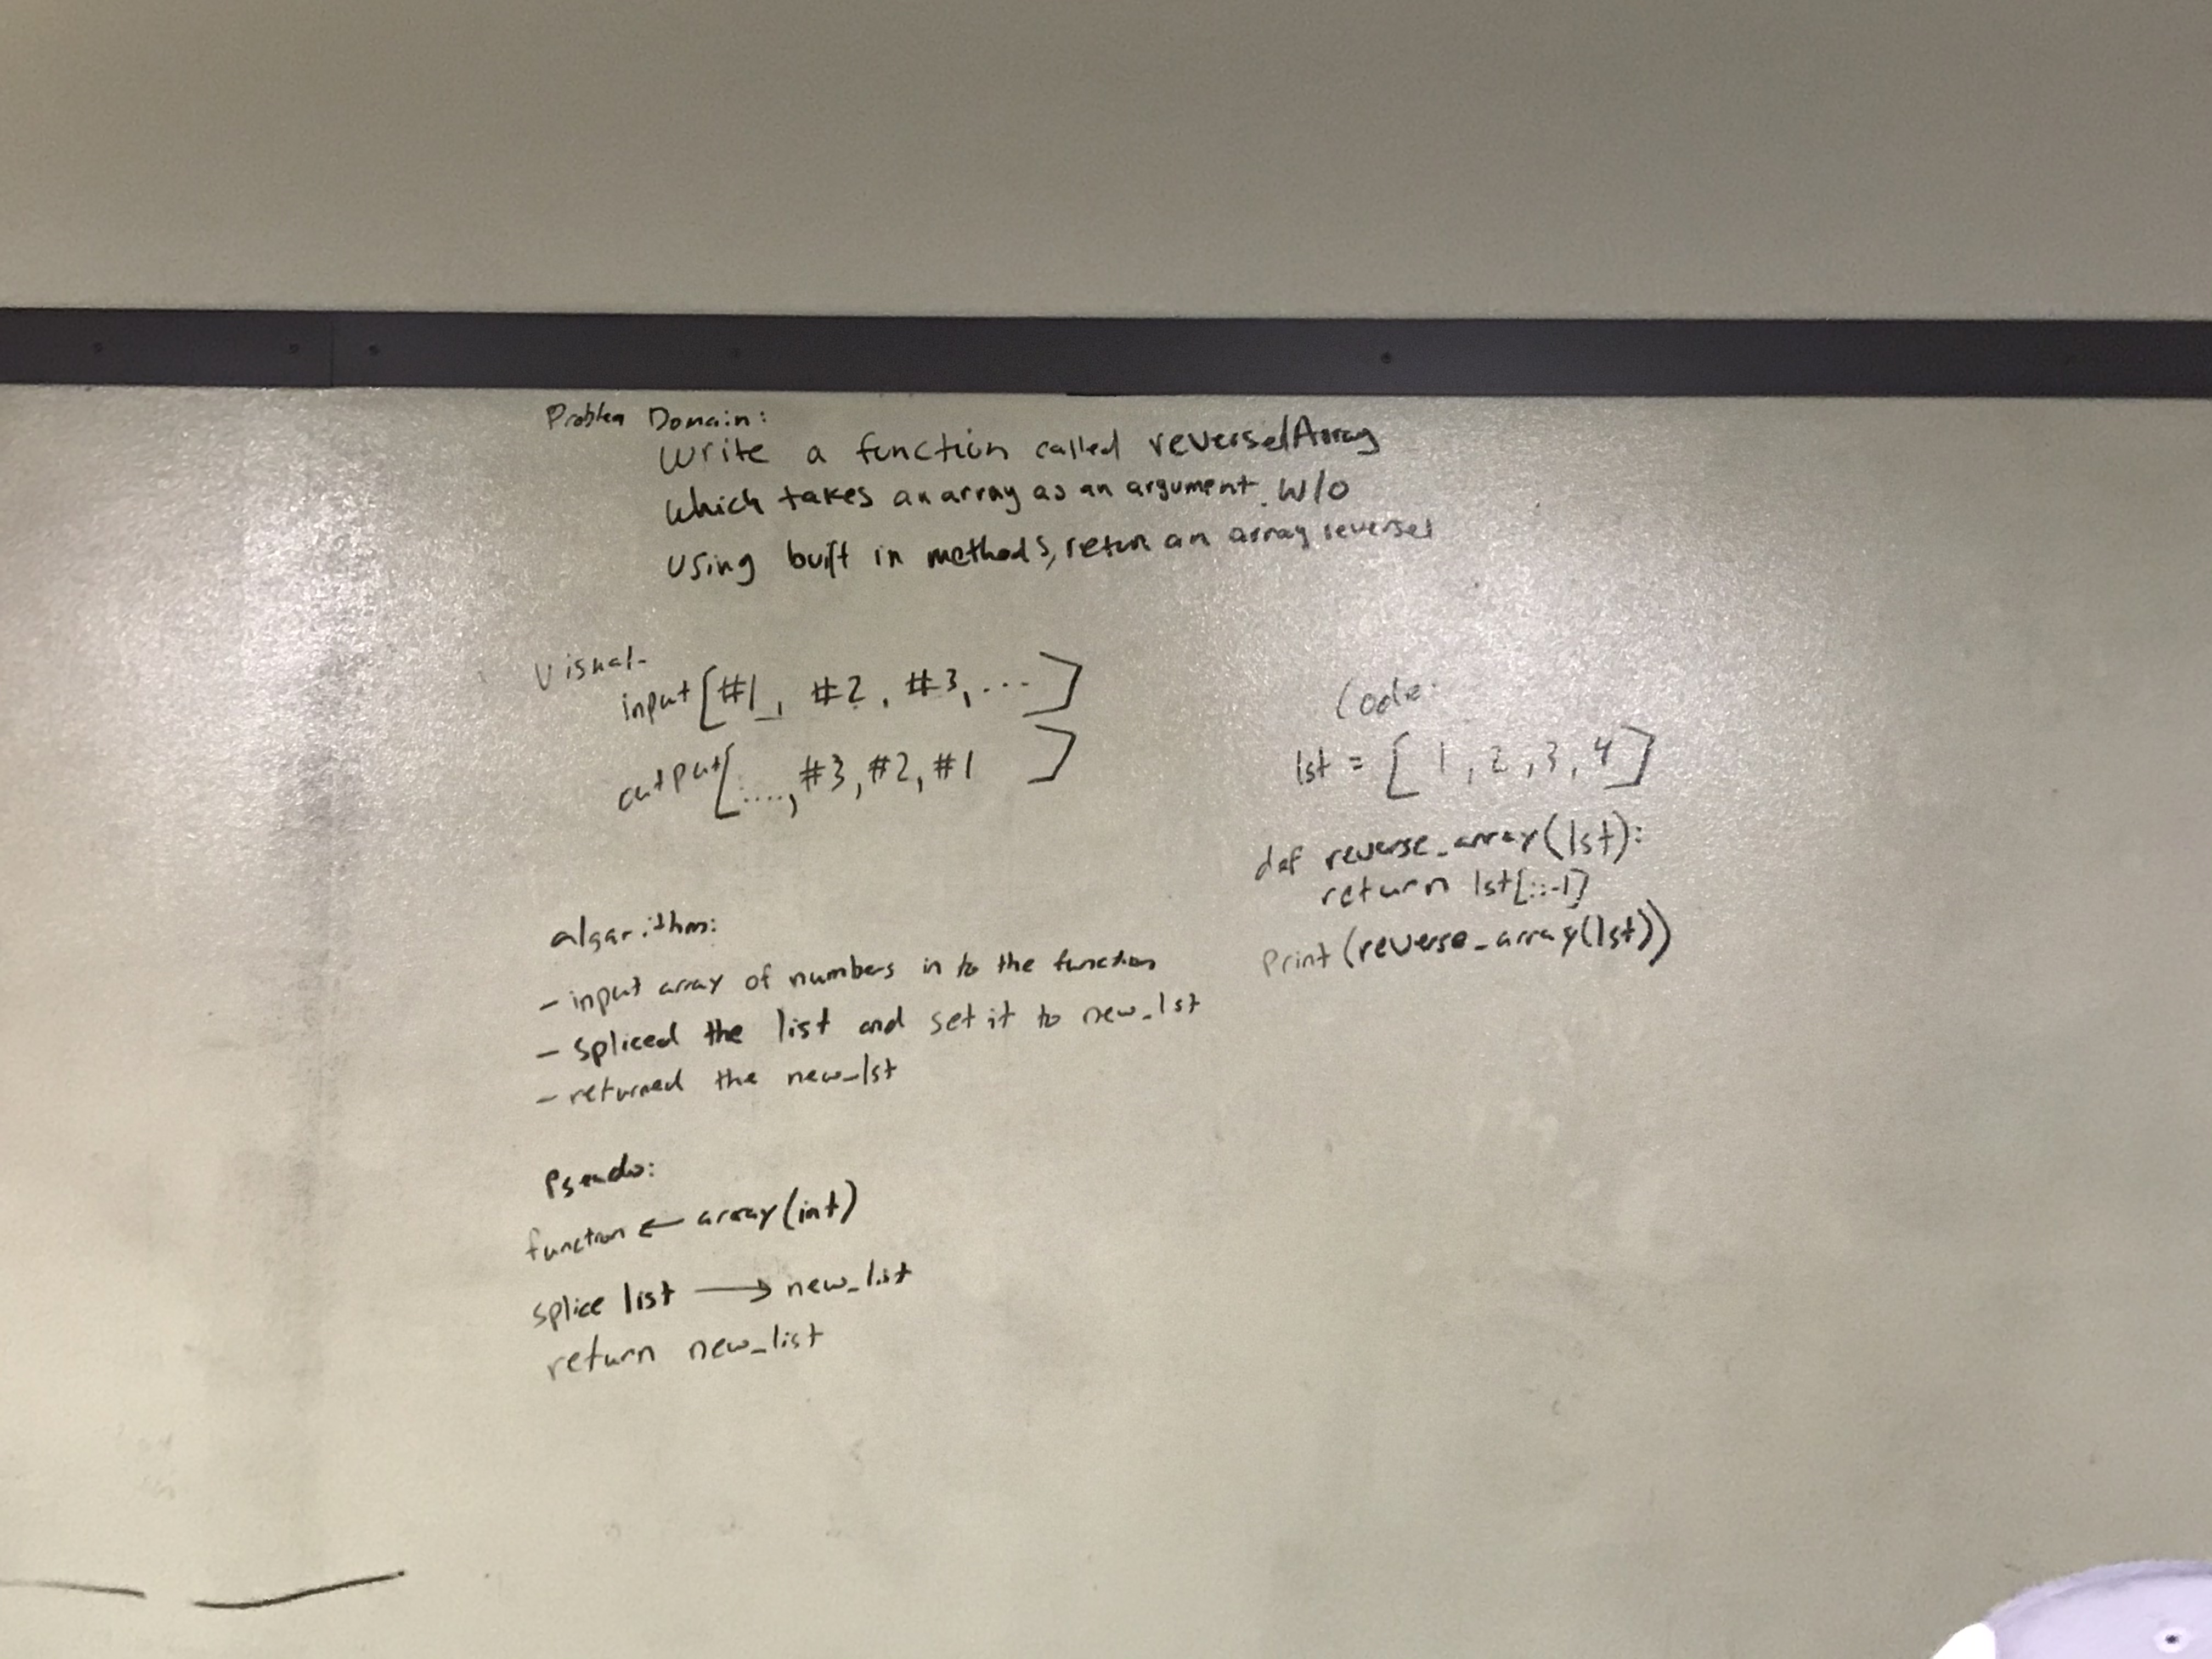 Problem Domain:
Write a function called reverseArray
which takes an array as an argument. W/o
Using built in methods, return an array reversed
Visual-
input [#1, #2, #3, ... ]
output [...., #3, #2, #1 ]
algorithm:
- input array of numbers in to the function
- spliced the list and set it to new_lst
- returned the new_lst
Pseudo:
function ← array(int)
splice list → new_list
return new_list
Code:
lst = [1, 2, 3, 4]
def reverse_array(lst):
return lst[::-1]
Print(reverse_array(lst))